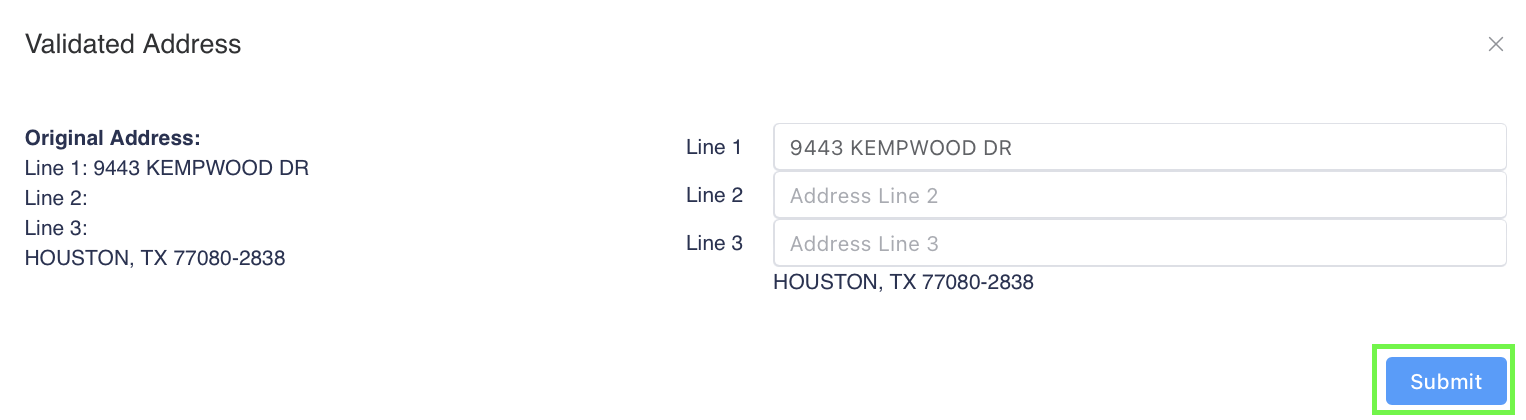 Validated Address
Original Address:
Line 1: 9443 KEMPWOOD DR
Line 2:
Line 3:
HOUSTON, TX 77080-2838
Line 1 9443 KEMPWOOD DR
Line 2 Address Line 2
Line 3 Address Line 3
HOUSTON, TX 77080-2838
Submit